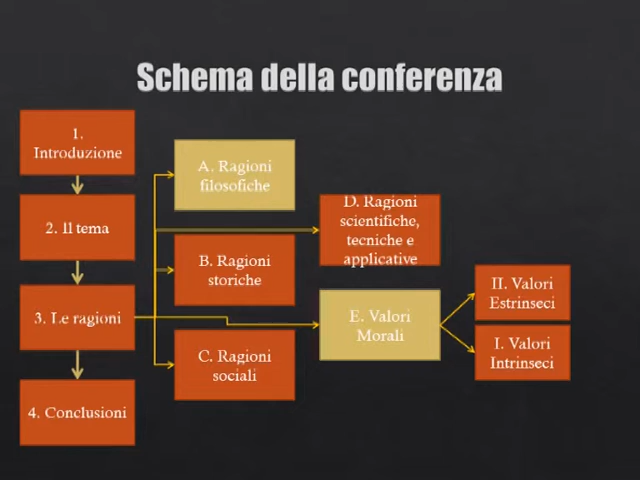 Schema della conferenza
1.
Introduzione
2. Il tema
3. Le ragioni
4. Conclusioni
A. Ragioni
filosofiche
B. Ragioni
storiche
C. Ragioni
sociali
D. Ragioni
scientifiche,
tecniche e
applicative
E. Valori
Morali
II. Valori
Estrinseci
I. Valori
Intrinseci